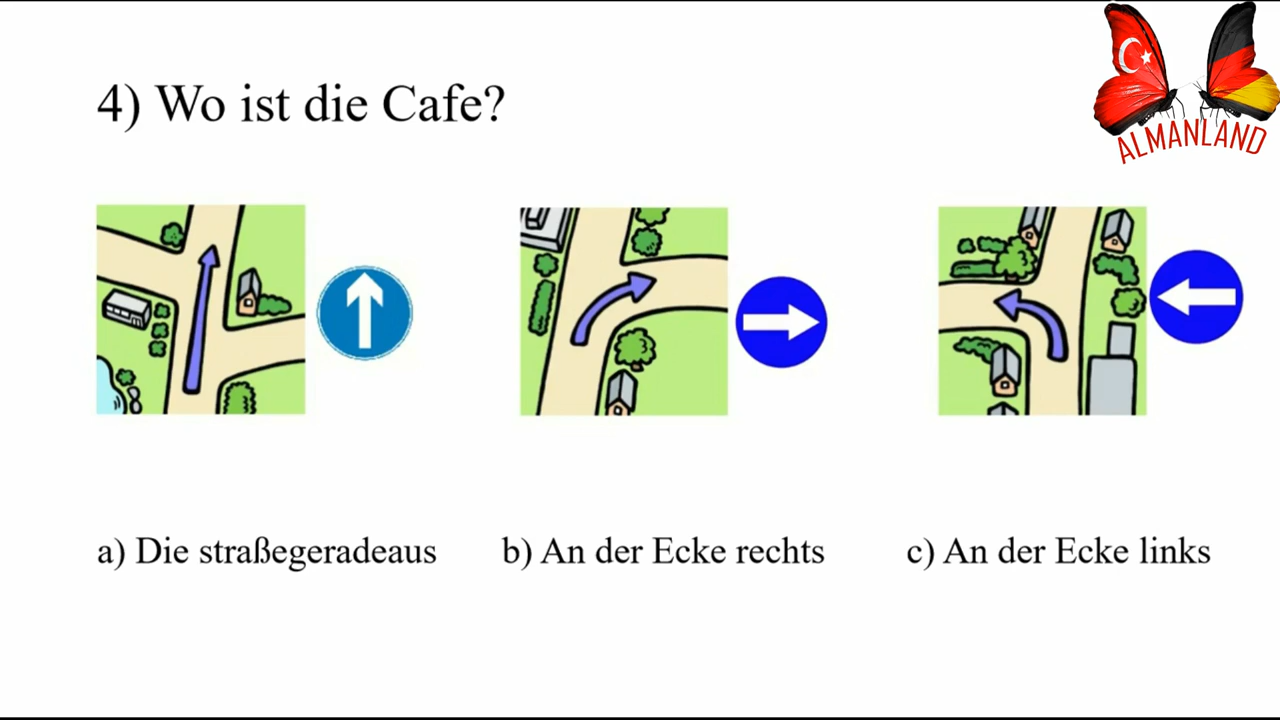 4) Wo ist die Cafe?
ALMANLAND
a) Die straßegeradeaus
b) An der Ecke rechts
c) An der Ecke links